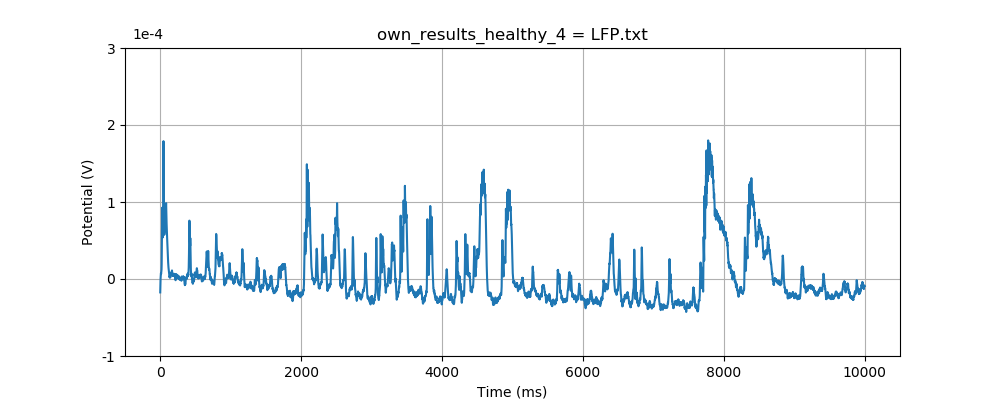 own_results_healthy_4 = LFP.txt
1e-4
3
2
1
0
-1
Potential (V)
0 2000 4000 6000 8000 10000
Time (ms)